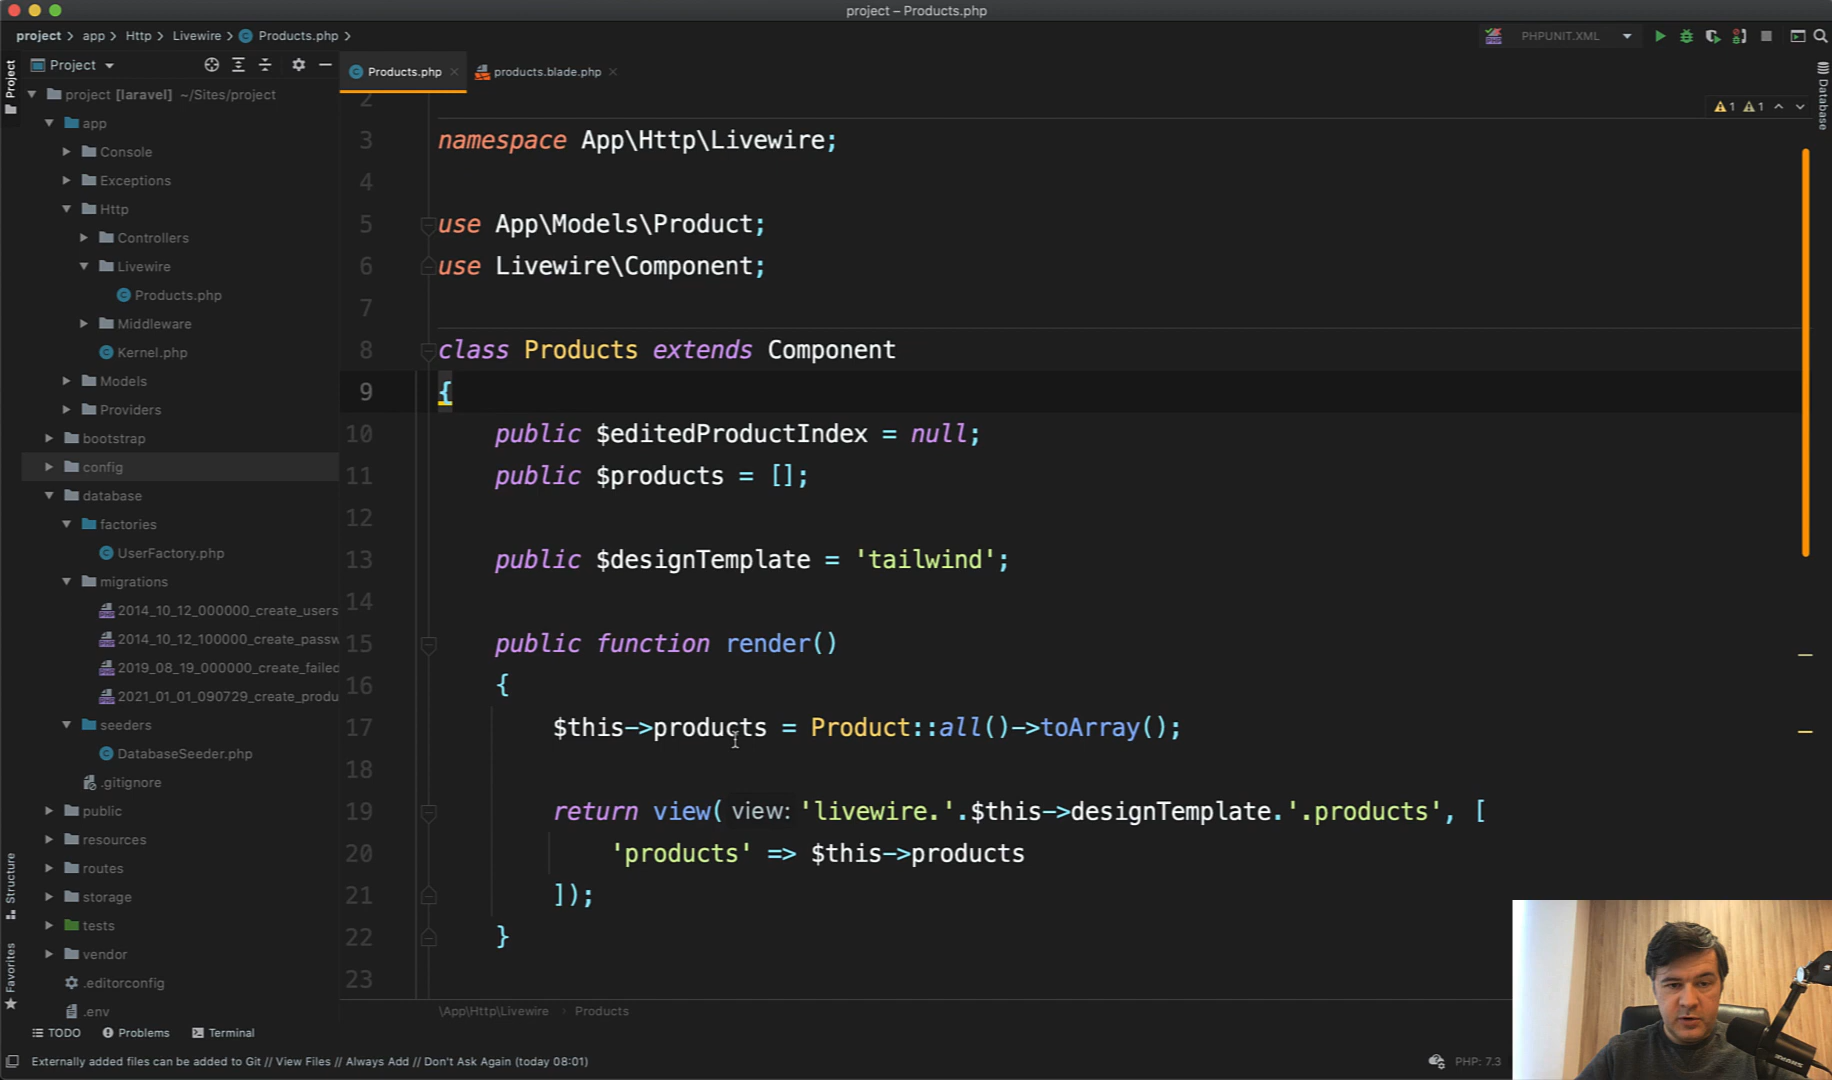 project – Products.php
project > app > Http > Livewire > Products.php >
PHPUNIT.XML
Project
Products.php
products.blade.php
project [laravel] ~/Sites/project
app
Console
Exceptions
Http
Controllers
Livewire
Products.php
Middleware
Kernel.php
Models
Providers
bootstrap
config
database
factories
UserFactory.php
migrations
2014_10_12_000000_create_users
2014_10_12_100000_create_passw
2019_08_19_000000_create_failed
2021_01_01_090729_create_produ
seeders
DatabaseSeeder.php
.gitignore
public
resources
routes
storage
tests
vendor
.editorconfig
.env
Project
Structure
Favorites
2
3 namespace App\Http\Livewire;
4
5 use App\Models\Product;
6 use Livewire\Component;
7
8 class Products extends Component
9 {
10 public $editedProductIndex = null;
11 public $products = [];
12
13 public $designTemplate = 'tailwind';
14
15 public function render()
16 {
17 $this->products = Product::all()->toArray();
18
19 return view( view: 'livewire.'.$this->designTemplate.'.products', [
20 'products' => $this->products
21 ]);
22 }
23
1 1
Database
\App\Http\Livewire > Products
TODO Problems Terminal
Externally added files can be added to Git // View Files // Always Add // Don't Ask Again (today 08:01)
PHP: 7.3